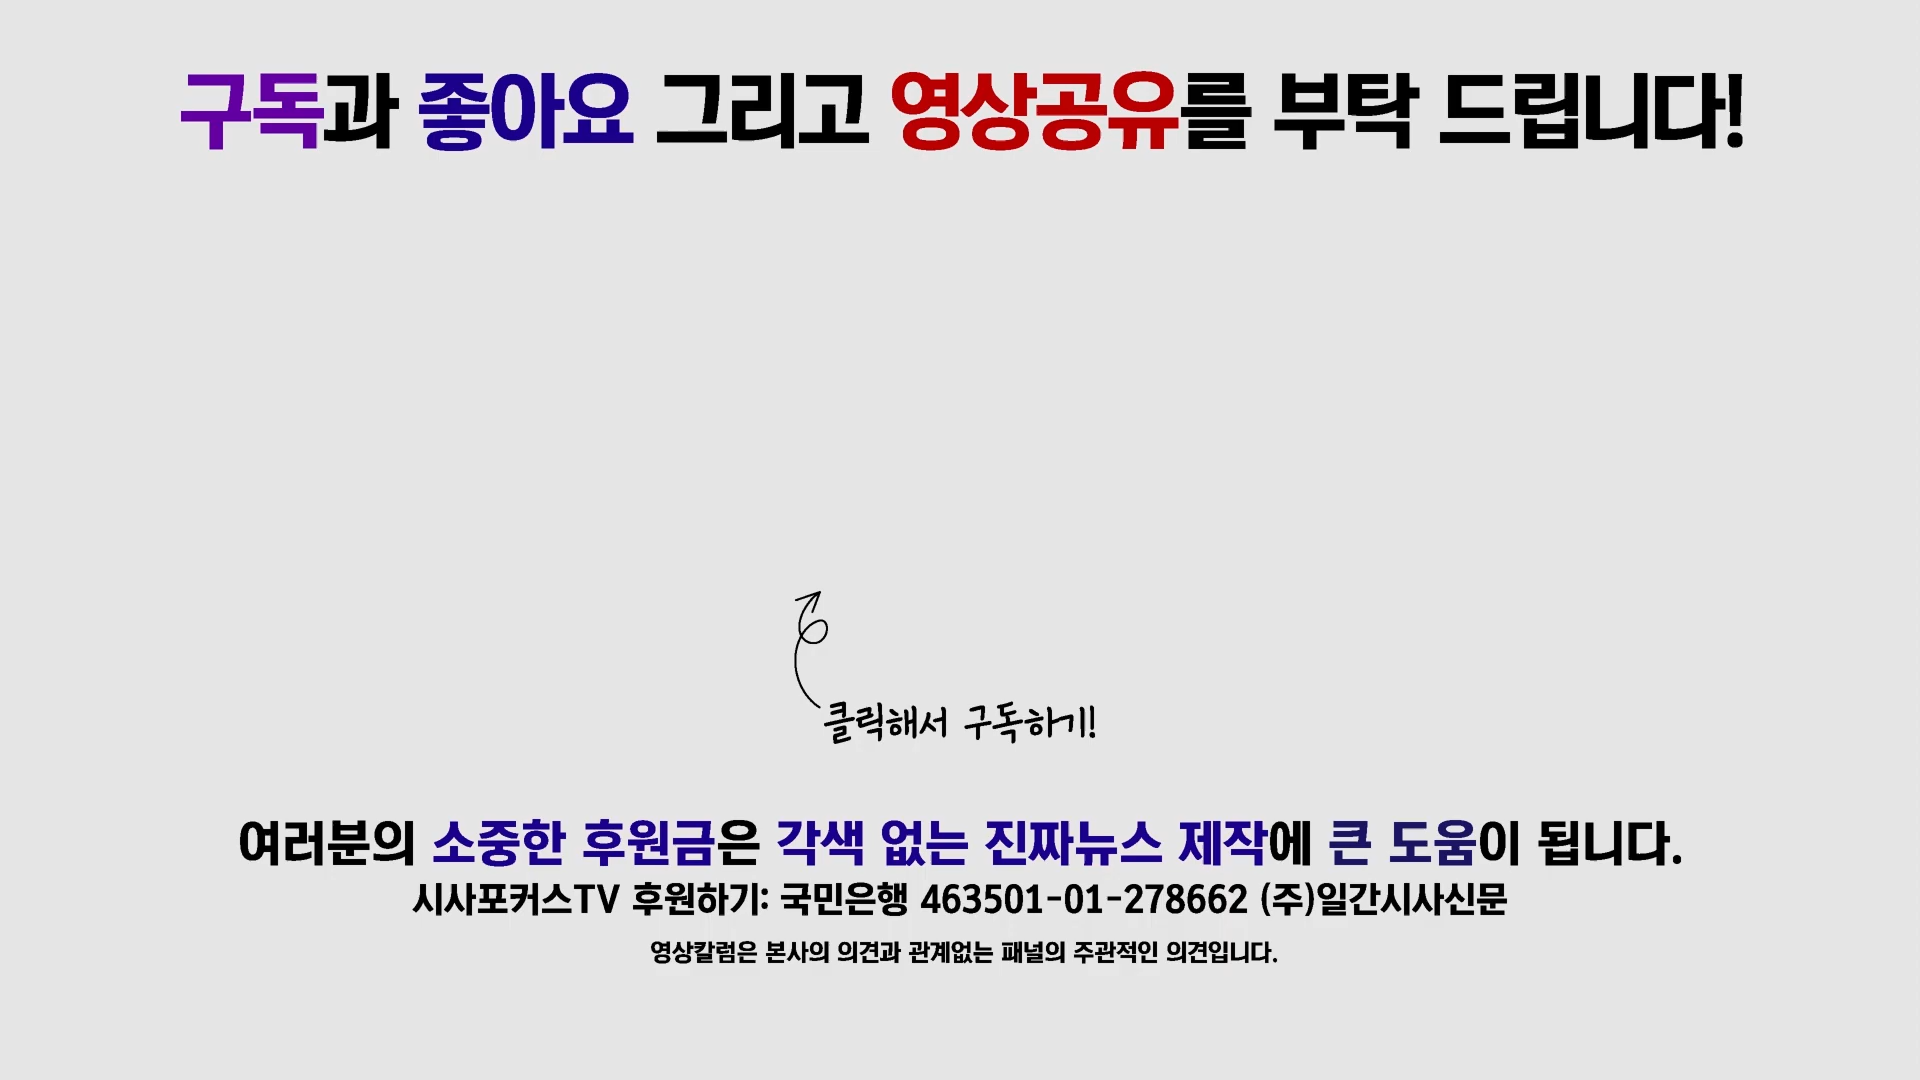 구독과 좋아요 그리고 영상공유를 부탁 드립니다!
클릭해서 구독하기!
여러분의 소중한 후원금은 각색 없는 진짜뉴스 제작에 큰 도움이 됩니다.
시사포커스TV 후원하기: 국민은행 463501-01-278662 (주)일간시사신문
영상칼럼은 본사의 의견과 관계없는 패널의 주관적인 의견입니다.